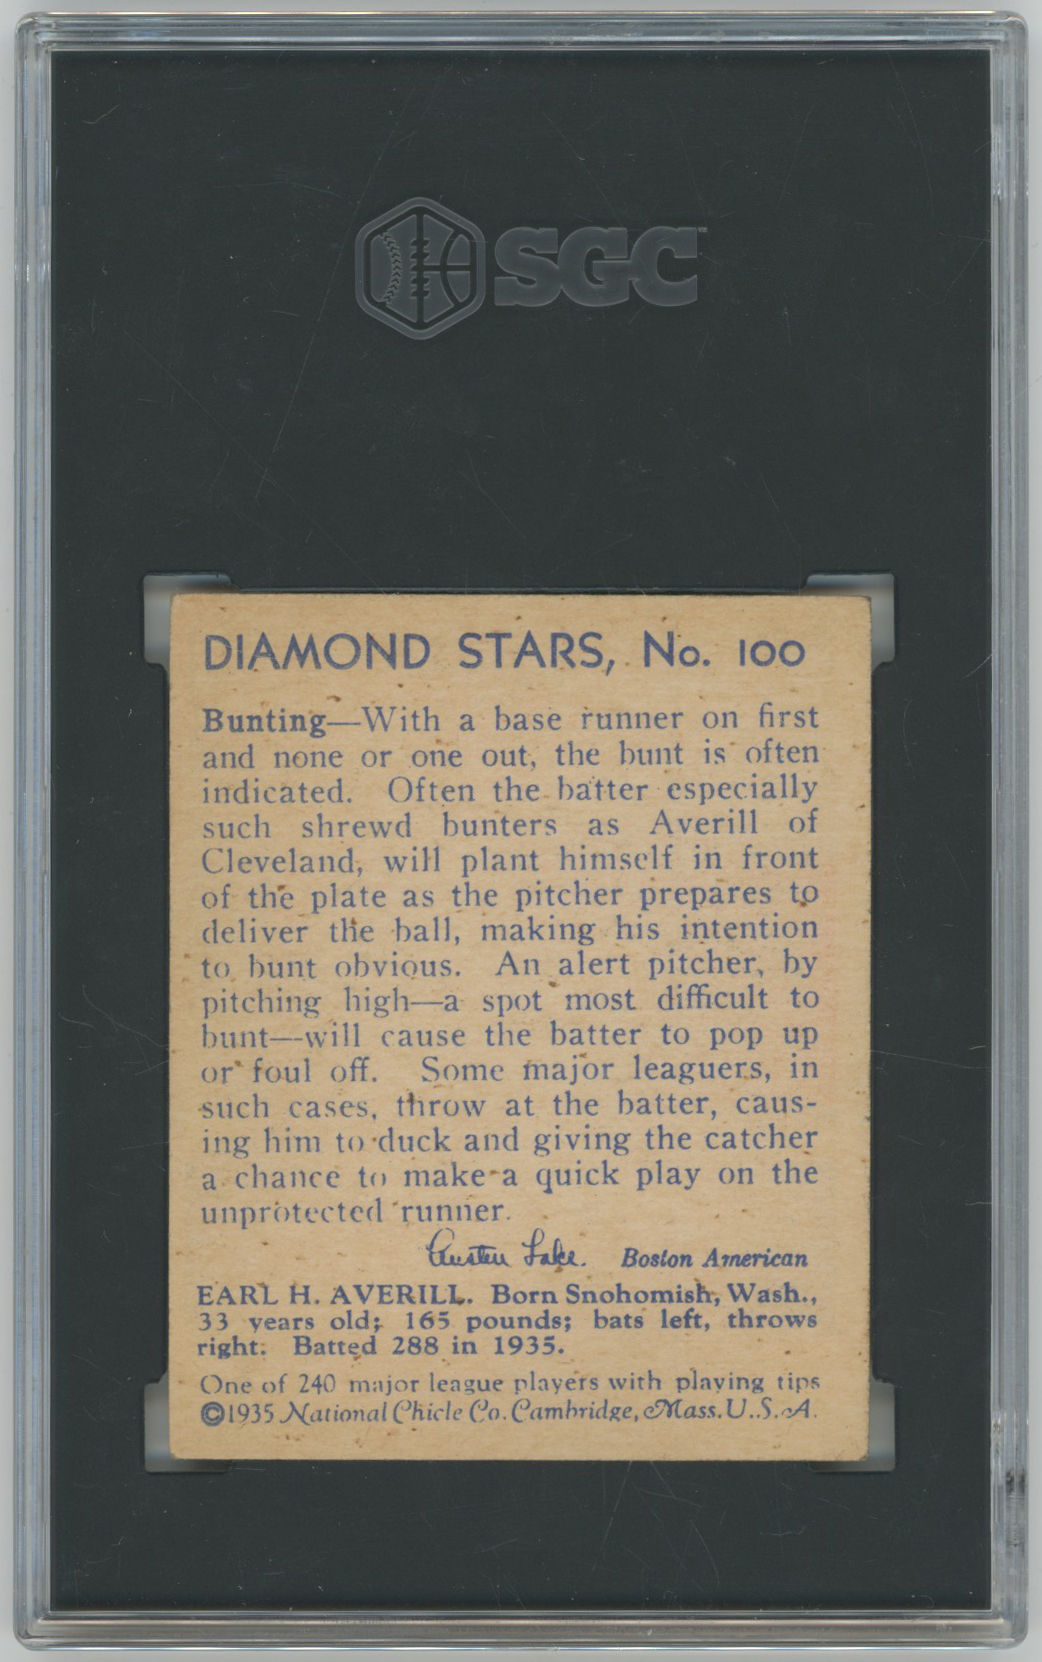 SGC
DIAMOND STARS, No. 100
Bunting—With a base runner on first
and none or one out, the bunt is often
indicated. Often the batter especially
such shrewd bunters as Averill of
Cleveland, will plant himself in front
of the plate as the pitcher prepares to
deliver the ball, making his intention
to bunt obvious. An alert pitcher, by
pitching high—a spot most difficult to
bunt—will cause the batter to pop up
or foul off. Some major leaguers, in
such cases, throw at the batter, caus-
ing him to duck and giving the catcher
a chance to make a quick play on the
unprotected runner.
Austen Lake. Boston American
EARL H. AVERILL. Born Snohomish, Wash.,
33 years old; 165 pounds; bats left, throws
right. Batted 288 in 1935.
One of 240 major league players with playing tips
©1935 National Chicle Co. Cambridge, Mass. U.S.A.